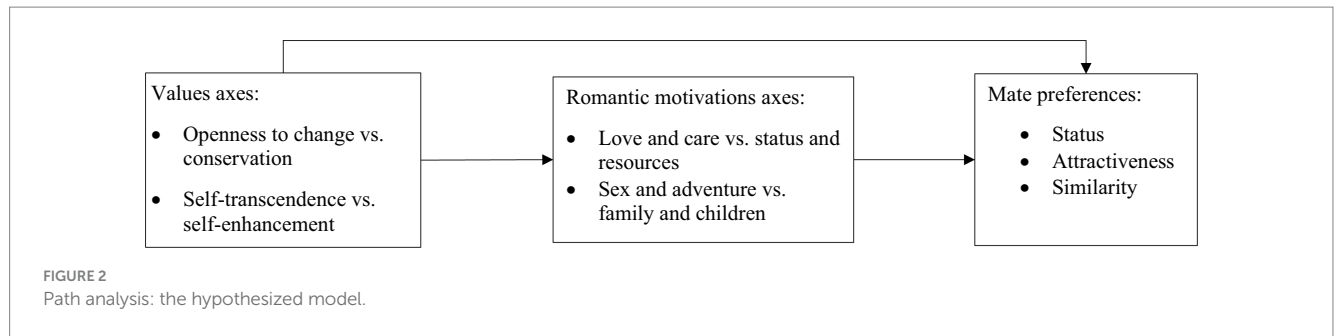 Values axes:
• Openness to change vs.
conservation
• Self-transcendence vs.
self-enhancement
Romantic motivations axes:
• Love and care vs. status and
resources
• Sex and adventure vs.
family and children
Mate preferences:
• Status
• Attractiveness
• Similarity
FIGURE 2
Path analysis: the hypothesized model.